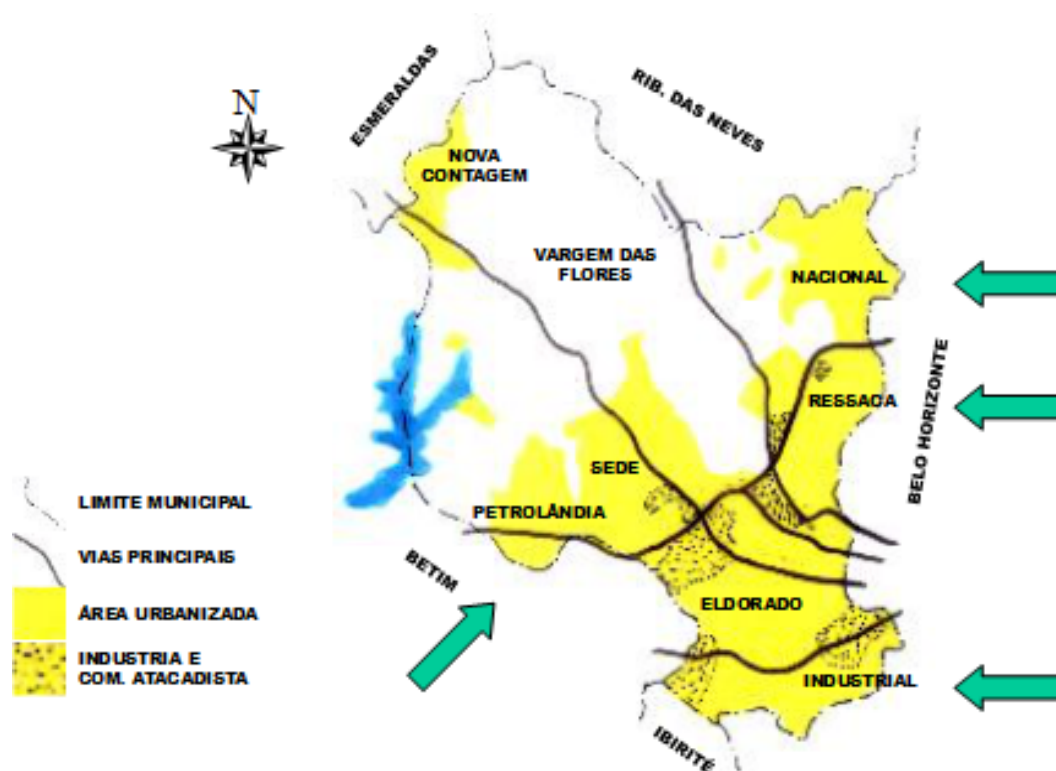 ESMERALDAS
RIB. DAS NEVES
N
NOVA
CONTAGEM
VARGEM DAS
FLORES
NACIONAL
BELO HORIZONTE
RESSACA
SEDE
PETROLÂNDIA
BETIM
ELDORADO
INDUSTRIAL
IBIRITÉ
LIMITE MUNICIPAL
VIAS PRINCIPAIS
ÁREA URBANIZADA
INDUSTRIA E
COM. ATACADISTA